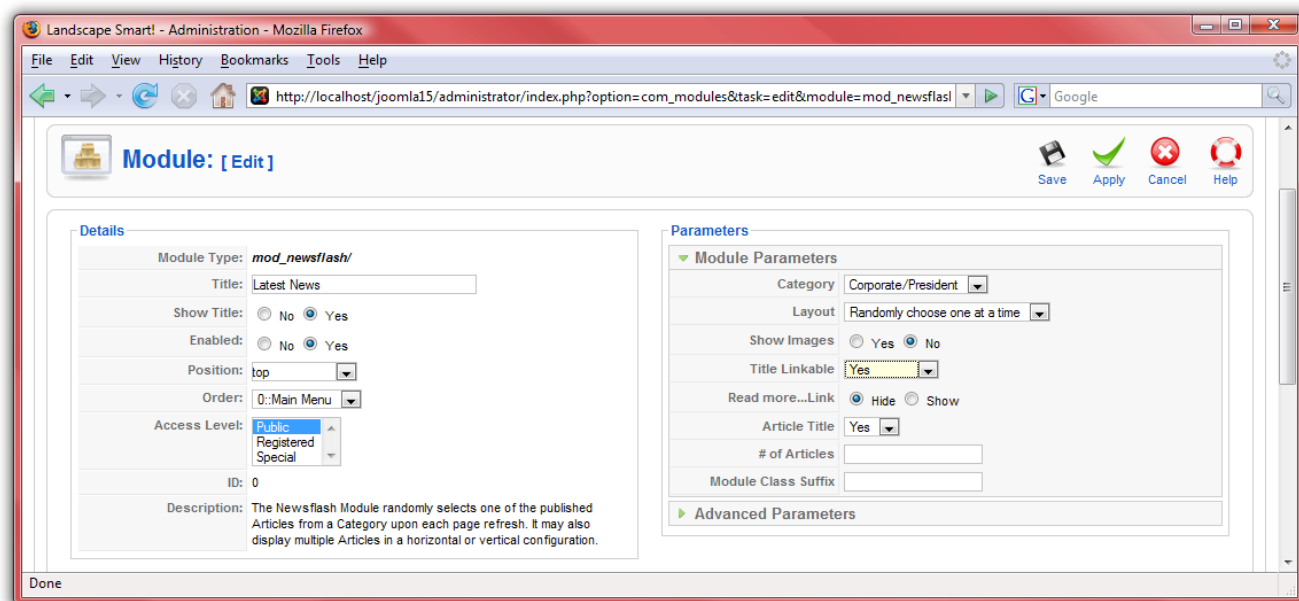 Landscape Smart! - Administration - Mozilla Firefox
File Edit View History Bookmarks Tools Help
http://localhost/joomla15/administrator/index.php?option=com_modules&task=edit&module=mod_newsflasl
G Google
Module: [ Edit ]
Save Apply Cancel Help
Details
Module Type: mod_newsflash/
Title: Latest News
Show Title: No Yes
Enabled: No Yes
Position: top
Order: 0::Main Menu
Access Level: Public
Registered
Special
ID: 0
Description: The Newsflash Module randomly selects one of the published
Articles from a Category upon each page refresh. It may also
display multiple Articles in a horizontal or vertical configuration.
Parameters
Module Parameters
Category Corporate/President
Layout Randomly choose one at a time
Show Images Yes No
Title Linkable Yes
Read more...Link Hide Show
Article Title Yes
# of Articles
Module Class Suffix
Advanced Parameters
Done